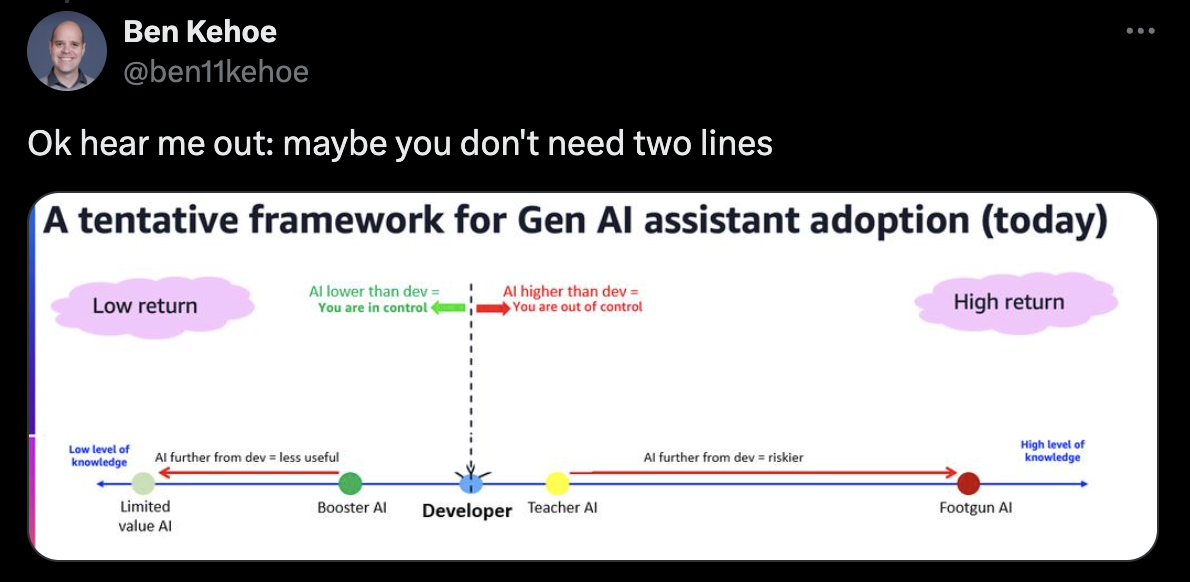 Ben Kehoe
@ben11kehoe
Ok hear me out: maybe you don't need two lines
A tentative framework for Gen AI assistant adoption (today)
Low return
AI lower than dev =
You are in control
AI higher than dev =
You are out of control
High return
Low level of
knowledge
AI further from dev = less useful
AI further from dev = riskier
High level of
knowledge
Limited
value AI
Booster AI
Developer
Teacher AI
Footgun AI